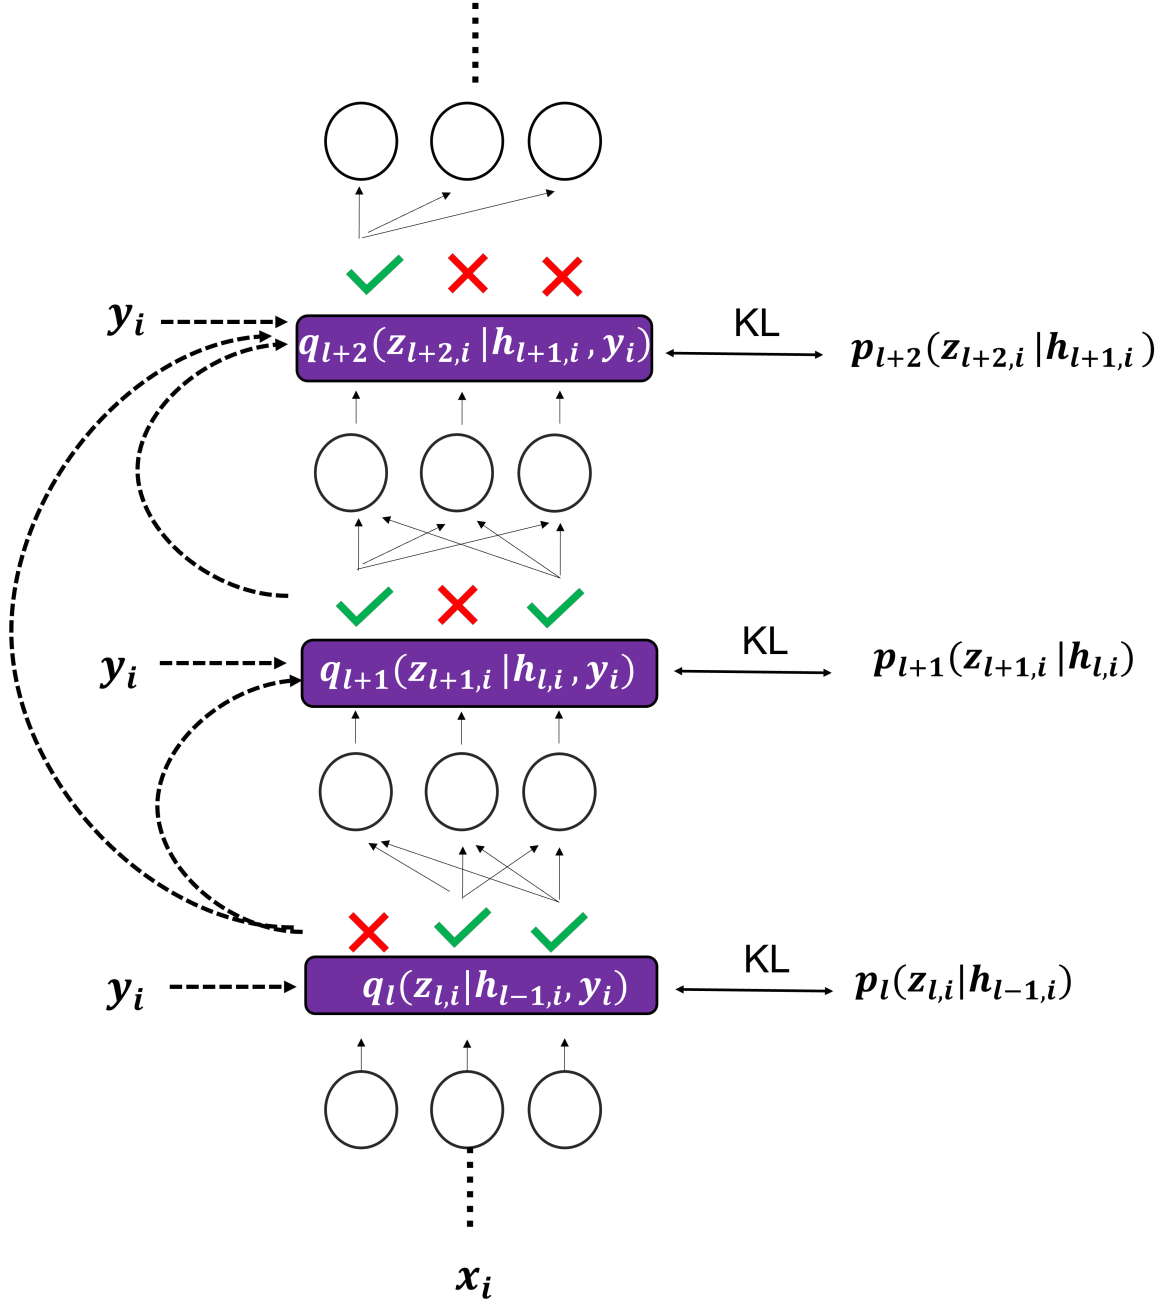 KL
y_i
q_{l+2}(z_{l+2,i}|h_{l+1,i}, y_i)
p_{l+2}(z_{l+2,i}|h_{l+1,i})
KL
y_i
q_{l+1}(z_{l+1,i}|h_{l,i}, y_i)
p_{l+1}(z_{l+1,i}|h_{l,i})
KL
y_i
q_l(z_{l,i}|h_{l-1,i}, y_i)
p_l(z_{l,i}|h_{l-1,i})
x_i